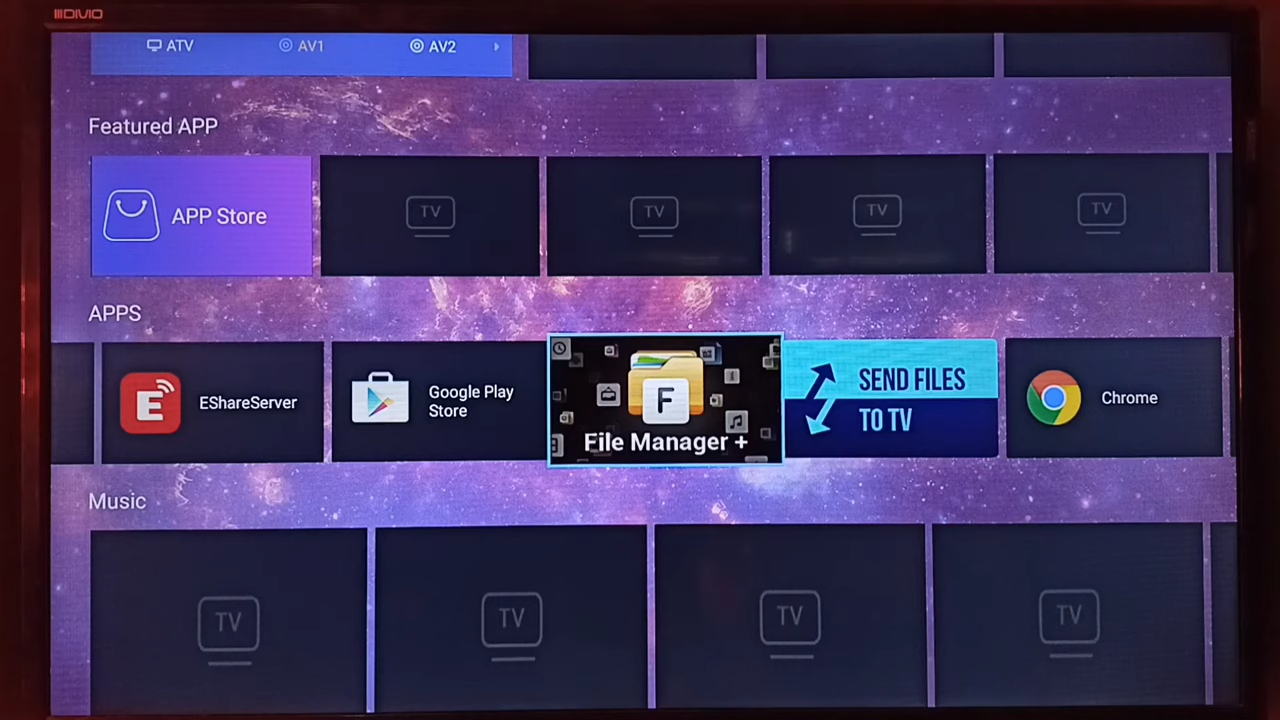 DIVIO
ATV
AV1
AV2
Featured APP
APP Store
TV
TV
TV
TV
APPS
E
EShareServer
Google Play
Store
F
File Manager +
SEND FILES
TO TV
Chrome
Music
TV
TV
TV
TV